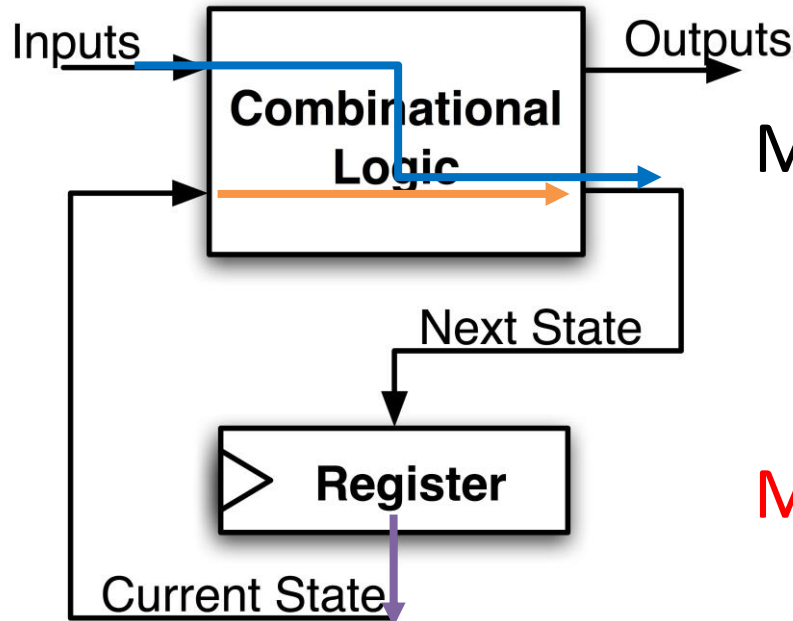 Inputs
Outputs
Combinational
Logic
M
Next State
Register
M
Current State